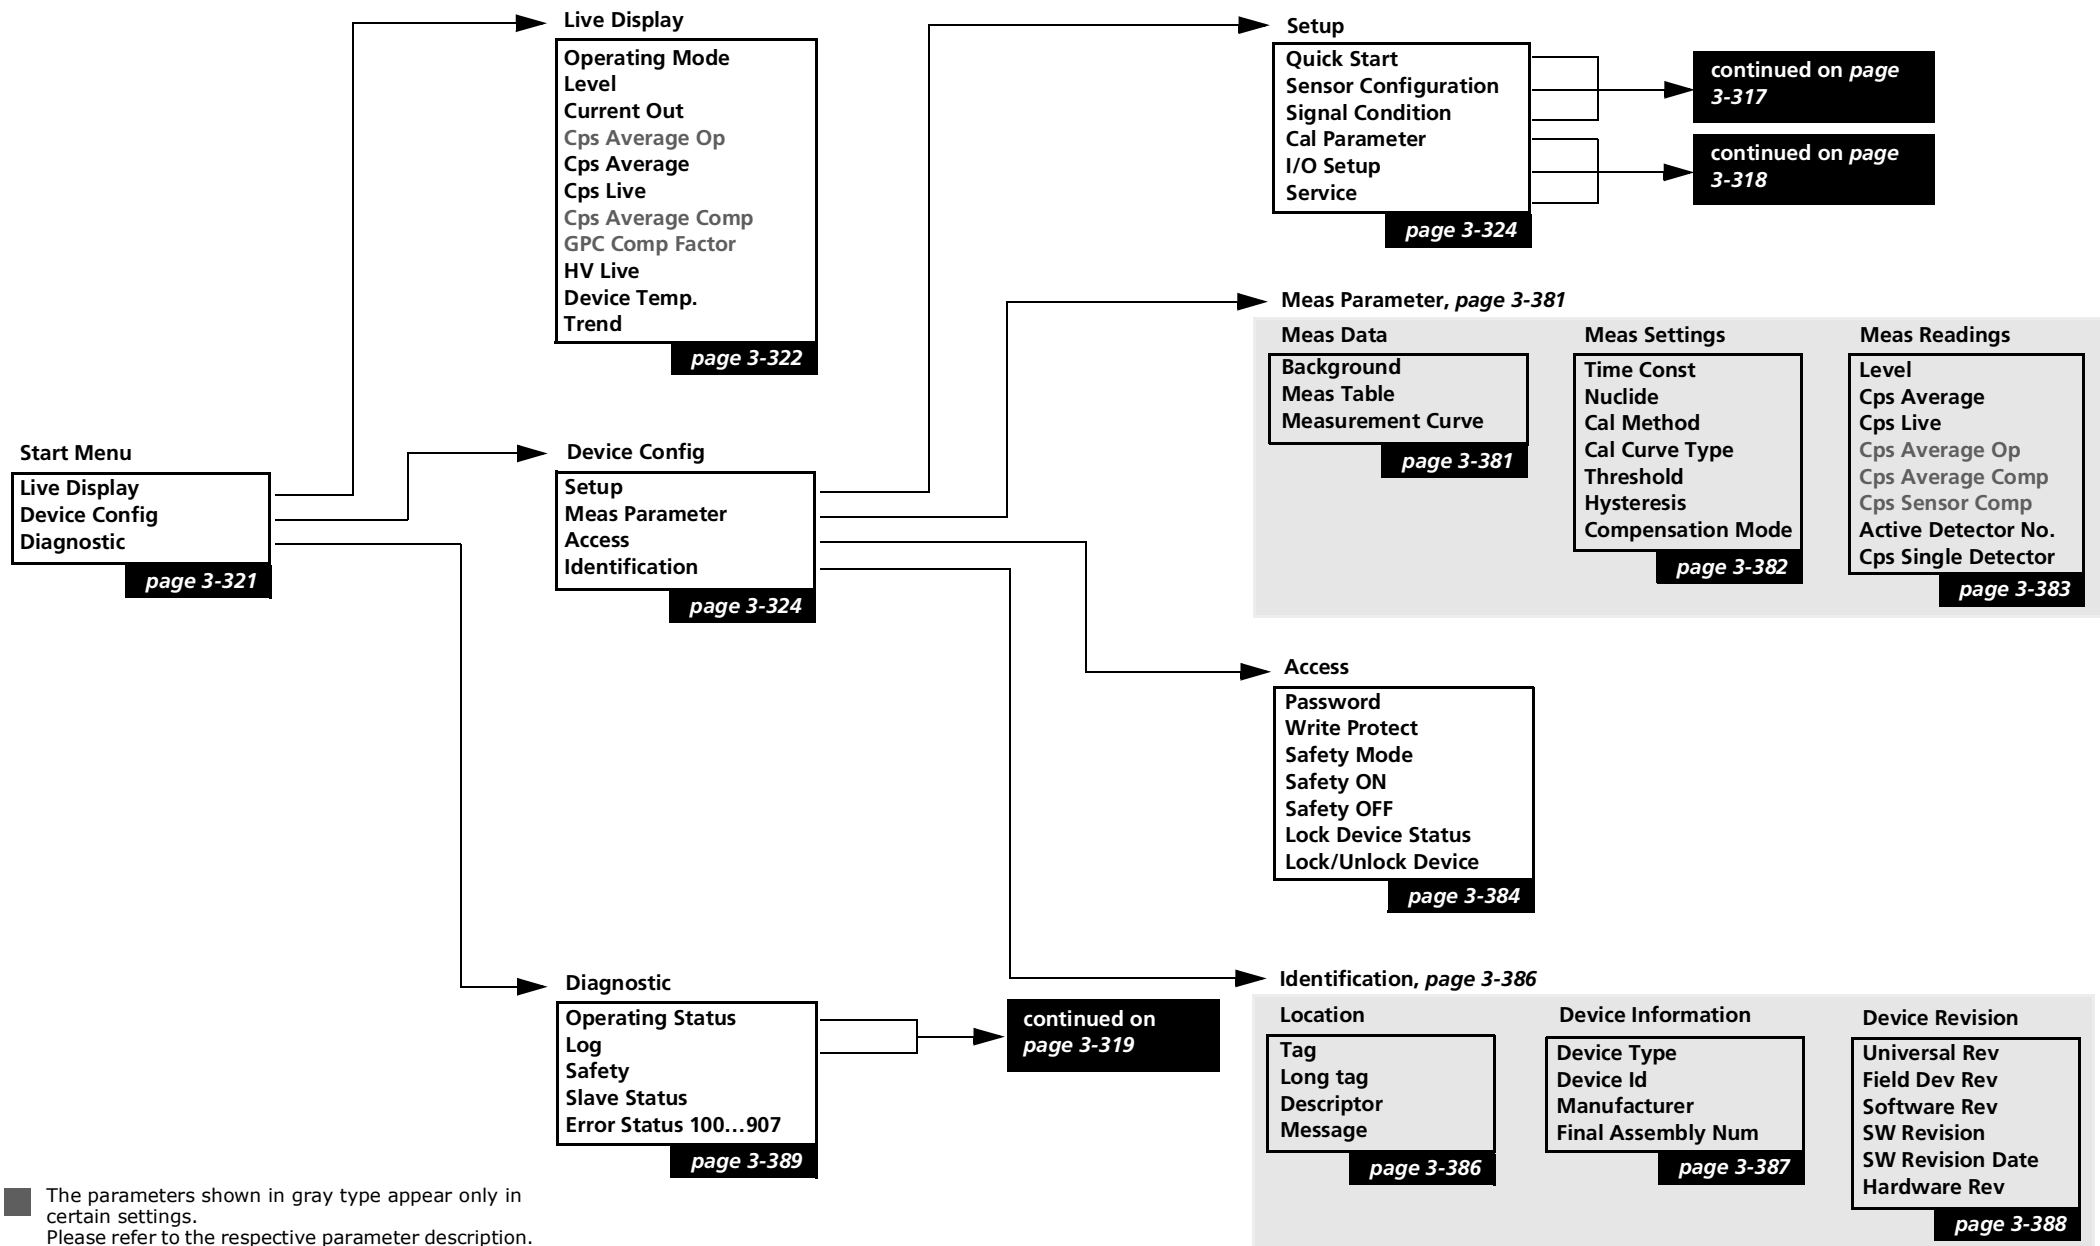 Live Display
Operating Mode
Level
Current Out
Cps Average Op
Cps Average
Cps Live
Cps Average Comp
GPC Comp Factor
HV Live
Device Temp.
Trend
page 3-322
Setup
Quick Start
Sensor Configuration
Signal Condition
Cal Parameter
I/O Setup
Service
page 3-324
continued on page
3-317
continued on page
3-318
Start Menu
Live Display
Device Config
Diagnostic
page 3-321
Device Config
Setup
Meas Parameter
Access
Identification
page 3-324
Meas Parameter, page 3-381
Meas Data
Background
Meas Table
Measurement Curve
page 3-381
Meas Settings
Time Const
Nuclide
Cal Method
Cal Curve Type
Threshold
Hysteresis
Compensation Mode
page 3-382
Meas Readings
Level
Cps Average
Cps Live
Cps Average Op
Cps Average Comp
Cps Sensor Comp
Active Detector No.
Cps Single Detector
page 3-383
Access
Password
Write Protect
Safety Mode
Safety ON
Safety OFF
Lock Device Status
Lock/Unlock Device
page 3-384
Diagnostic
Operating Status
Log
Safety
Slave Status
Error Status 100...907
page 3-389
continued on
page 3-319
Identification, page 3-386
Location
Tag
Long tag
Descriptor
Message
page 3-386
Device Information
Device Type
Device Id
Manufacturer
Final Assembly Num
page 3-387
Device Revision
Universal Rev
Field Dev Rev
Software Rev
SW Revision
SW Revision Date
Hardware Rev
page 3-388
The parameters shown in gray type appear only in
certain settings.
Please refer to the respective parameter description.